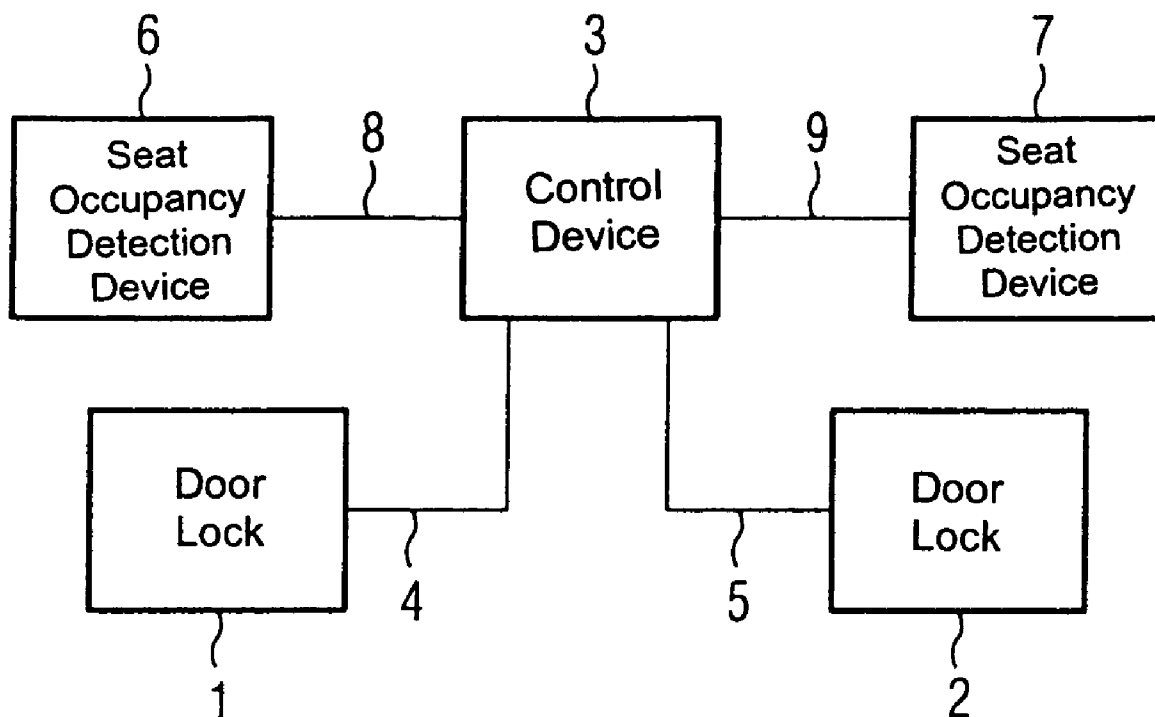 6
3
7
Seat
Occupancy
Detection
Device
8
Control
Device
9
Seat
Occupancy
Detection
Device
Door
Lock
4
5
Door
Lock
1
2